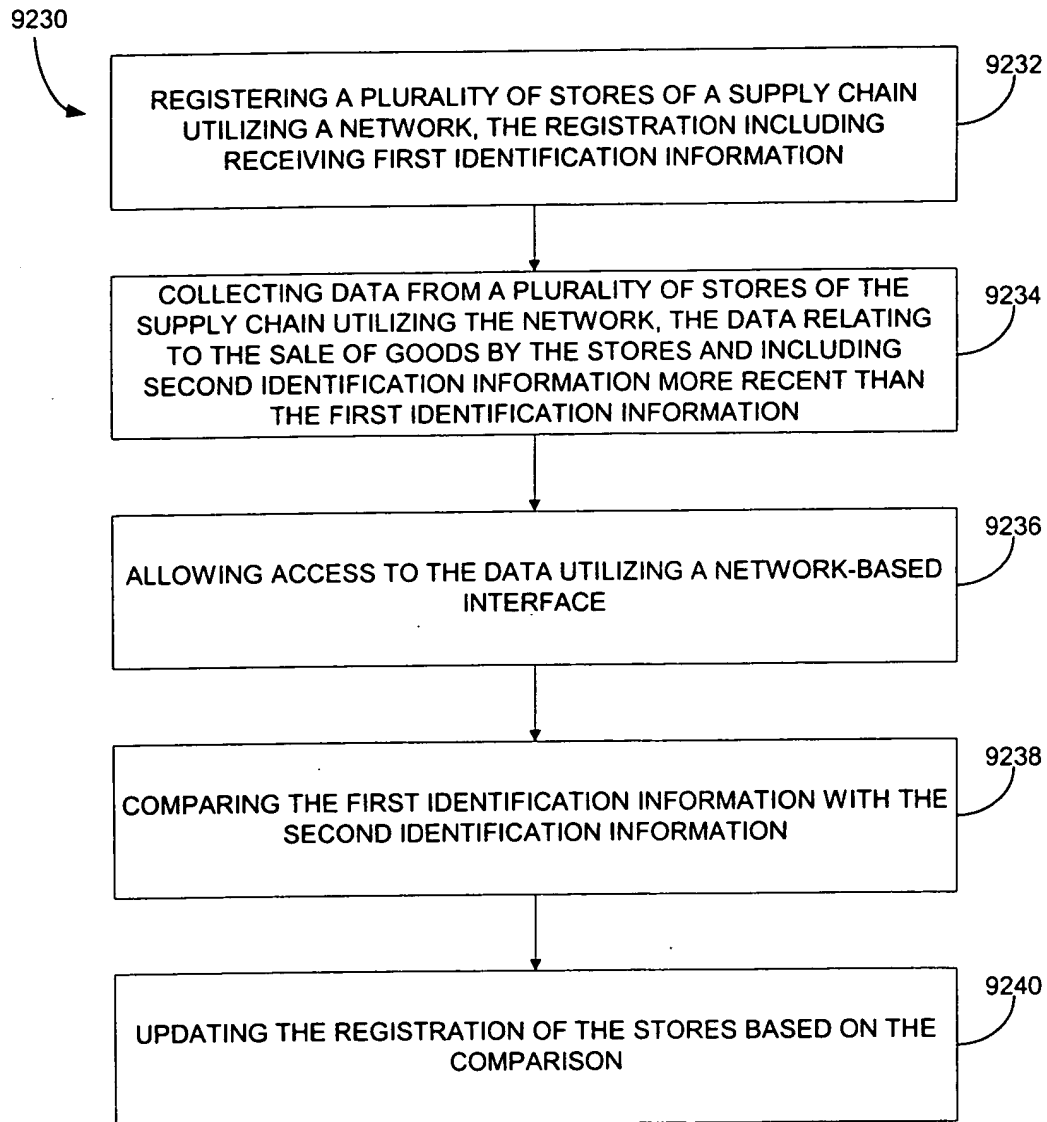 9230
9232
REGISTERING A PLURALITY OF STORES OF A SUPPLY CHAIN
UTILIZING A NETWORK, THE REGISTRATION INCLUDING
RECEIVING FIRST IDENTIFICATION INFORMATION
9234
COLLECTING DATA FROM A PLURALITY OF STORES OF THE
SUPPLY CHAIN UTILIZING THE NETWORK, THE DATA RELATING
TO THE SALE OF GOODS BY THE STORES AND INCLUDING
SECOND IDENTIFICATION INFORMATION MORE RECENT THAN
THE FIRST IDENTIFICATION INFORMATION
9236
ALLOWING ACCESS TO THE DATA UTILIZING A NETWORK-BASED
INTERFACE
9238
COMPARING THE FIRST IDENTIFICATION INFORMATION WITH THE
SECOND IDENTIFICATION INFORMATION
9240
UPDATING THE REGISTRATION OF THE STORES BASED ON THE
COMPARISON